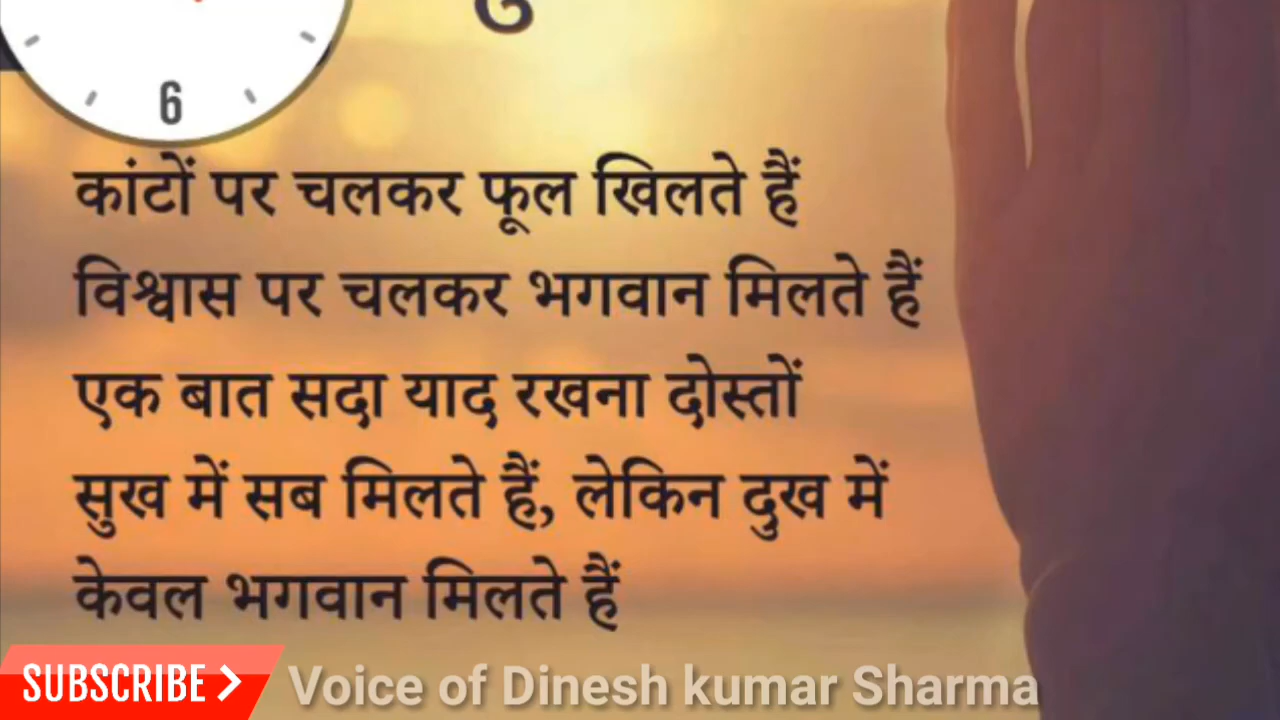 6
कांटों पर चलकर फूल खिलते हैं
विश्वास पर चलकर भगवान मिलते हैं
एक बात सदा याद रखना दोस्तों
सुख में सब मिलते हैं, लेकिन दुख में
केवल भगवान मिलते हैं
SUBSCRIBE Voice of Dinesh kumar Sharma